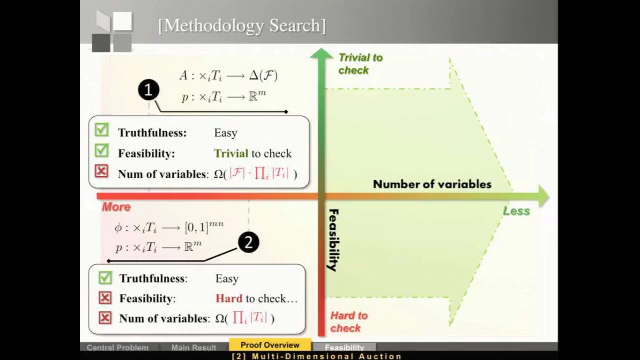 [Methodology Search]
Trivial to
check
A : ×ᵢTᵢ ⟶ Δ(ℱ)
p : ×ᵢTᵢ ⟶ ℝᵐ
1
Truthfulness: Easy
Feasibility: Trivial to check
Num of variables: Ω( |ℱ| · ∏ᵢ |Tᵢ| )
Number of variables
More
Less
ϕ : ×ᵢTᵢ ⟶ [0, 1]ᵐⁿ
p : ×ᵢTᵢ ⟶ ℝᵐ
2
Feasibility
Truthfulness: Easy
Feasibility: Hard to check…
Num of variables: Ω( ∏ᵢ |Tᵢ| )
Hard to
check
Central Problem Main Result Proof Overview Feasibility
[2] Multi-Dimensional Auction